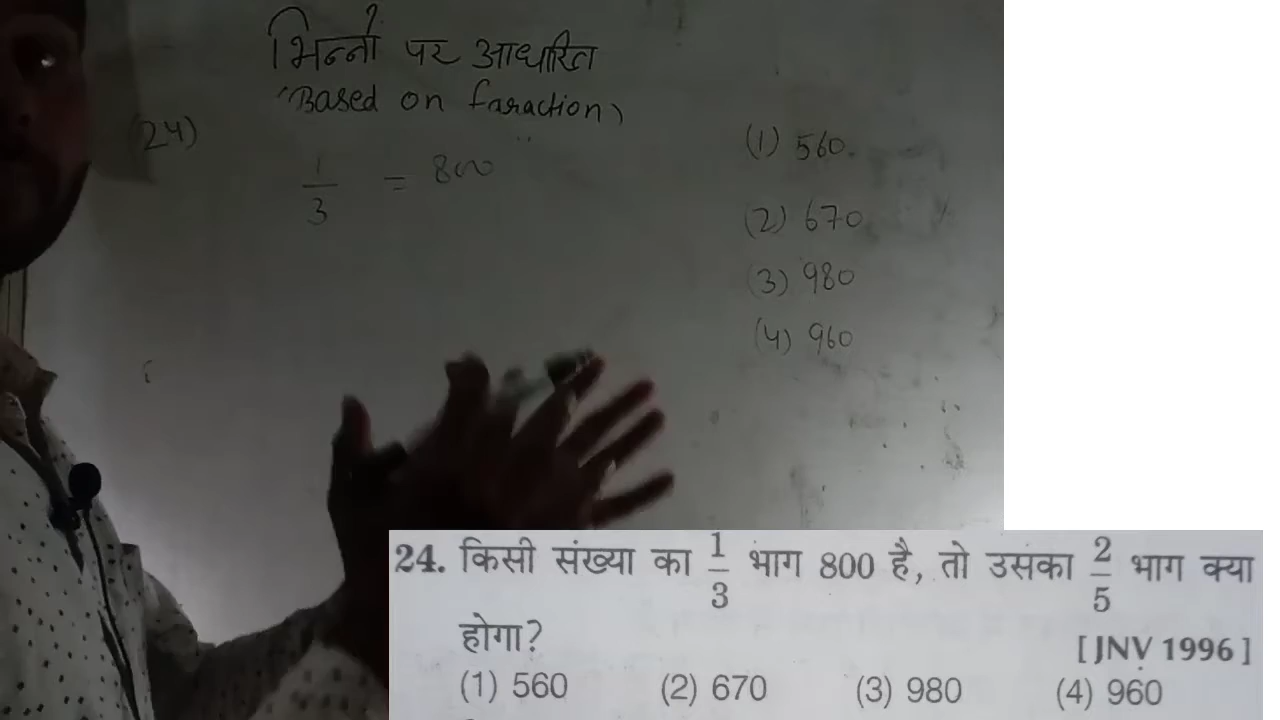 भिन्नों पर आधारित
"Based on faraction)
(24)
1/3 = 800
(1) 560.
(2) 670
(3) 980
(4) 960
24. किसी संख्या का 1/3 भाग 800 है, तो उसका 2/5 भाग क्या
होगा?
[JNV 1996]
(1) 560 (2) 670 (3) 980 (4) 960